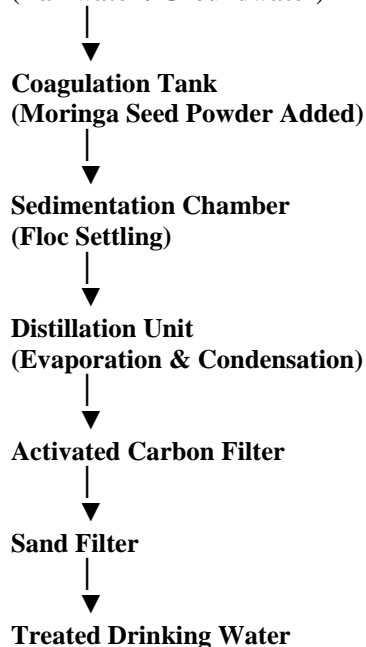 Coagulation Tank
(Moringa Seed Powder Added)
Sedimentation Chamber
(Floc Settling)
Distillation Unit
(Evaporation & Condensation)
Activated Carbon Filter
Sand Filter
Treated Drinking Water